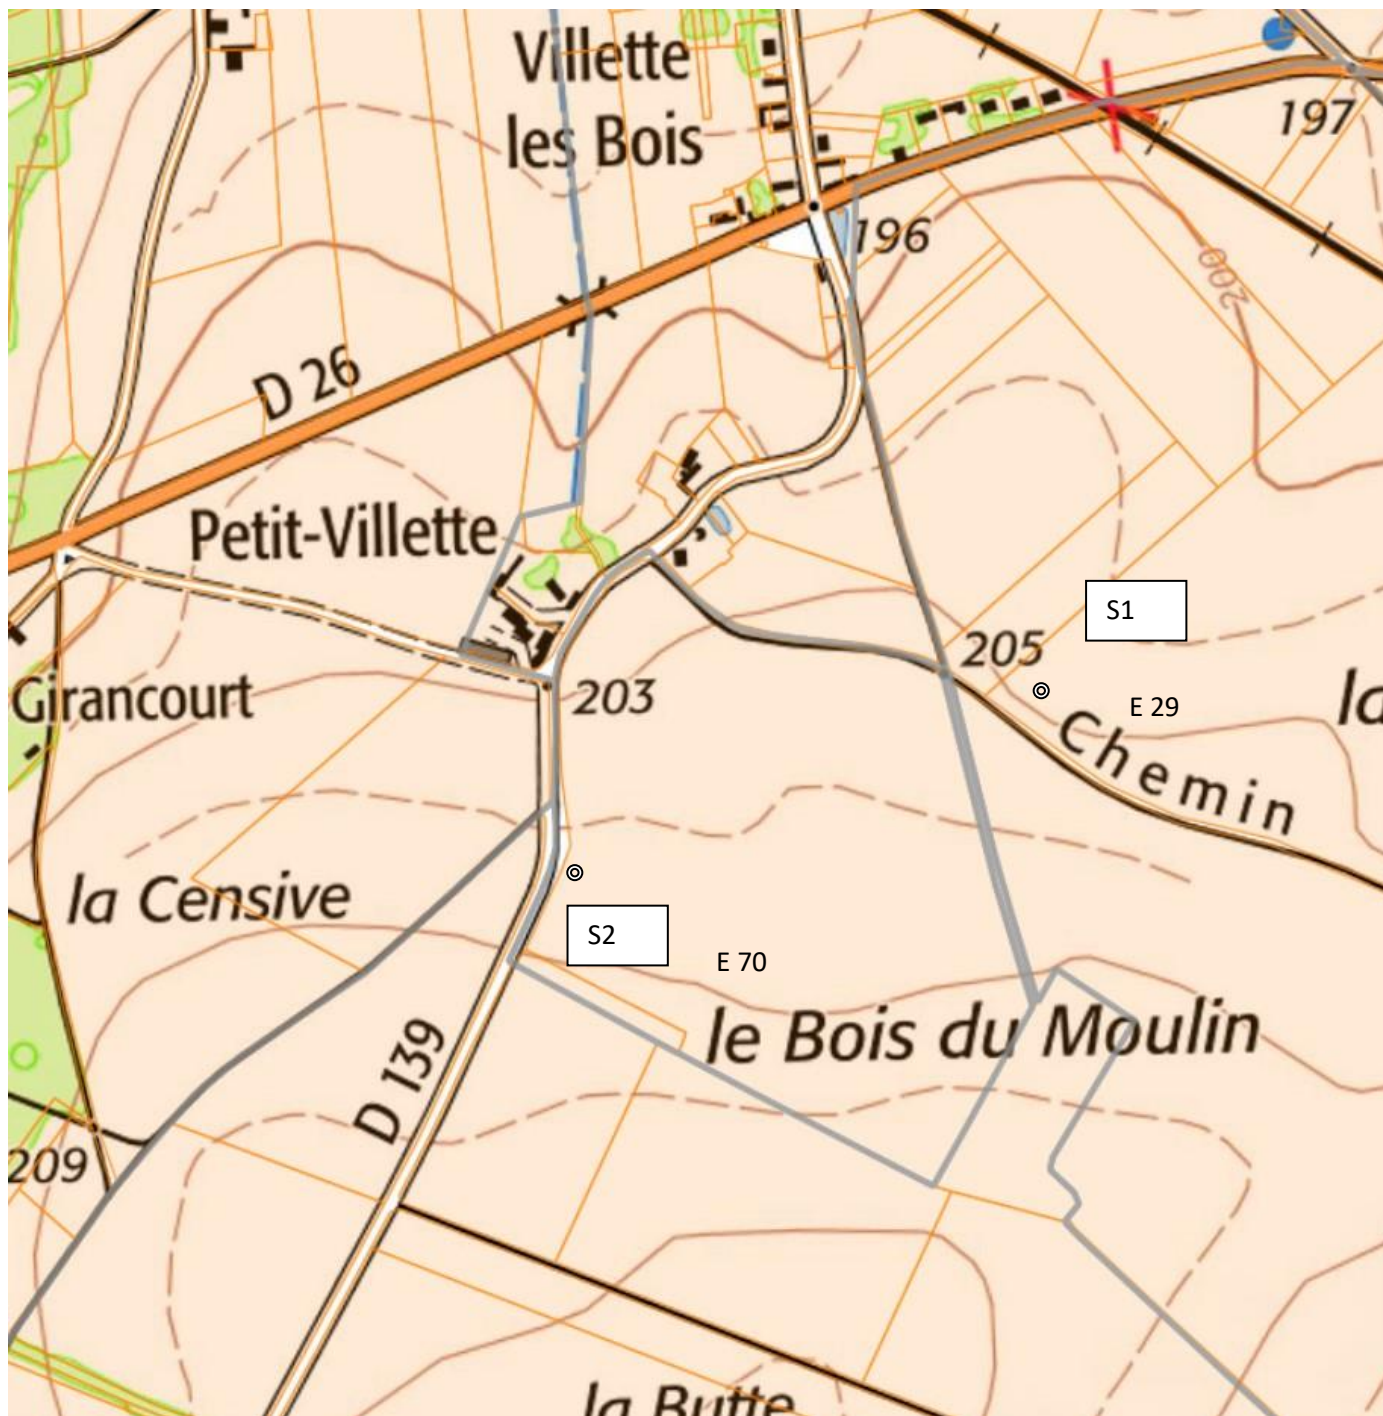 Villette
les Bois
197
196
200
D 26
Petit-Villette
S1
205
la
Girancourt
203
E 29
Chemin
la Censive
S2
E 70
le Bois du Moulin
D 139
209
la Butte